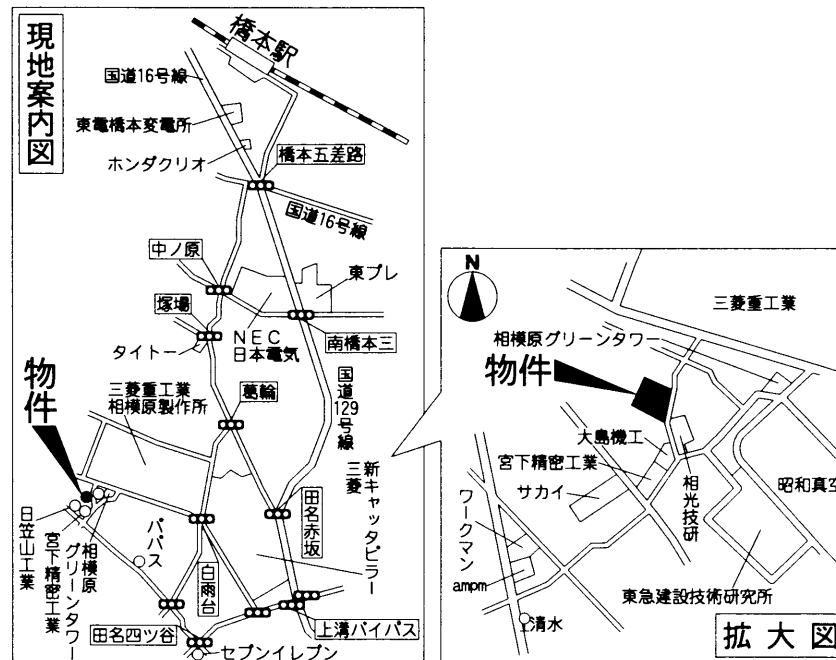 現地案内図
橋本駅
国道16号線
東電橋本変電所
ホンダクリオ
橋本五差路
国道16号線
中ノ原
東プレ
塚場
NEC
日本電気
南橋本三
タイトー
国道129号線
物件
三菱重工業
相模原製作所
葛輪
新キャッタピラー
三菱
田名赤坂
日笠山工業
宮下精密工業
相模原
グリーンタワー
パパス
白雨台
田名四ツ谷
上溝バイパス
セブンイレブン
N
三菱重工業
相模原グリーンタワー
物件
大島機工
宮下精密工業
サカイ
相光技研
昭和真空
ワークマン
ampm
東急建設技術研究所
清水
拡大図